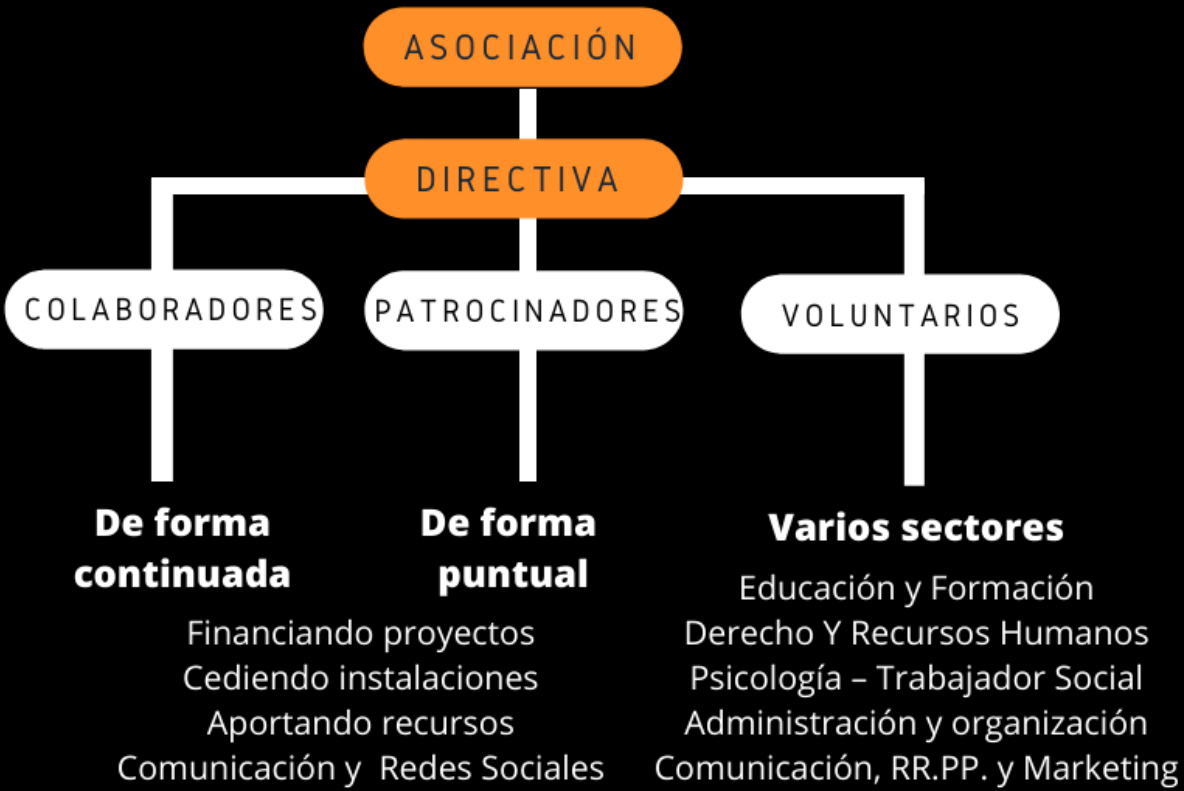 ASOCIACIÓN
DIRECTIVA
COLABORADORES
PATROCINADORES
VOLUNTARIOS
De forma
continuada
De forma
puntual
Financiando proyectos
Cediendo instalaciones
Aportando recursos
Comunicación y Redes Sociales
Varios sectores
Educación y Formación
Derecho Y Recursos Humanos
Psicología – Trabajador Social
Administración y organización
Comunicación, RR.PP. y Marketing